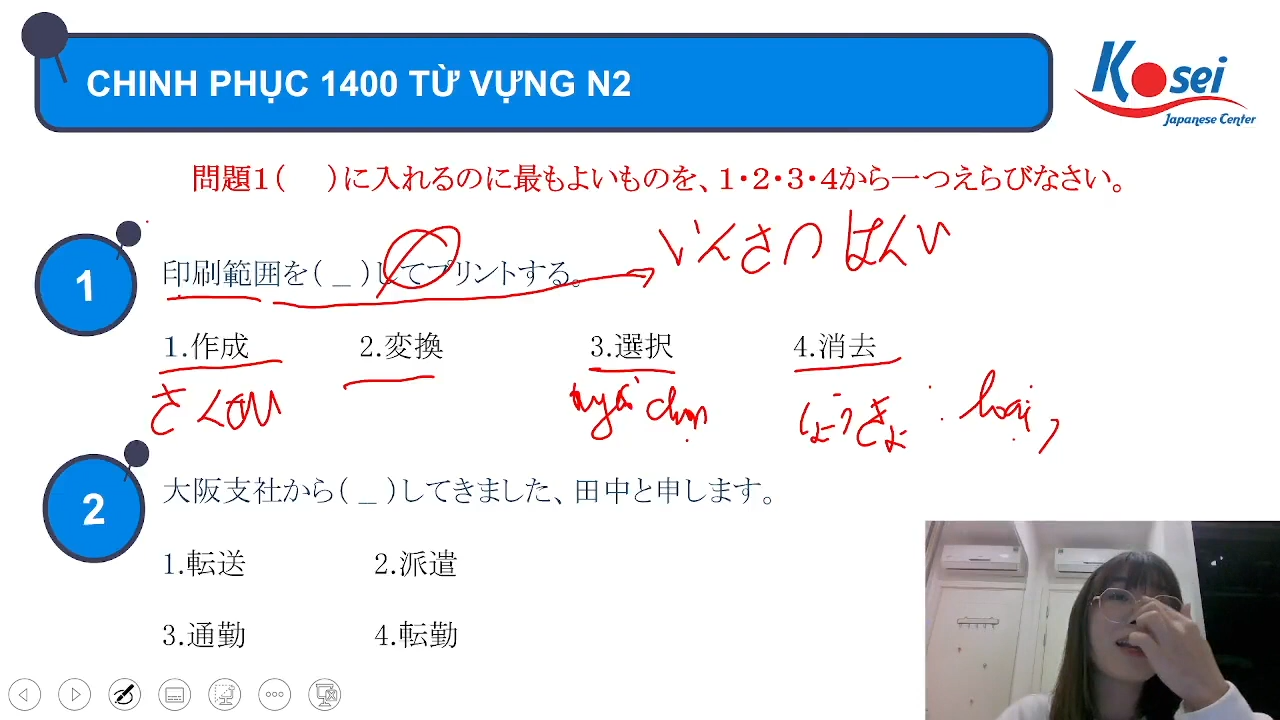 CHINH PHỤC 1400 TỪ VỰNG N2
Kosei
Japanese Center
問題１（　）に入れるのに最もよいものを、１・２・３・４から一つえらびなさい。
1
印刷範囲を（ _ ）してプリントする。
いんさつ はんい
1.作成 2.変換 3.選択 4.消去
さくせい
chọn
しょうきょ : loại,
2
大阪支社から（ _ ）してきました、田中と申します。
1.転送 2.派遣
3.通勤 4.転勤